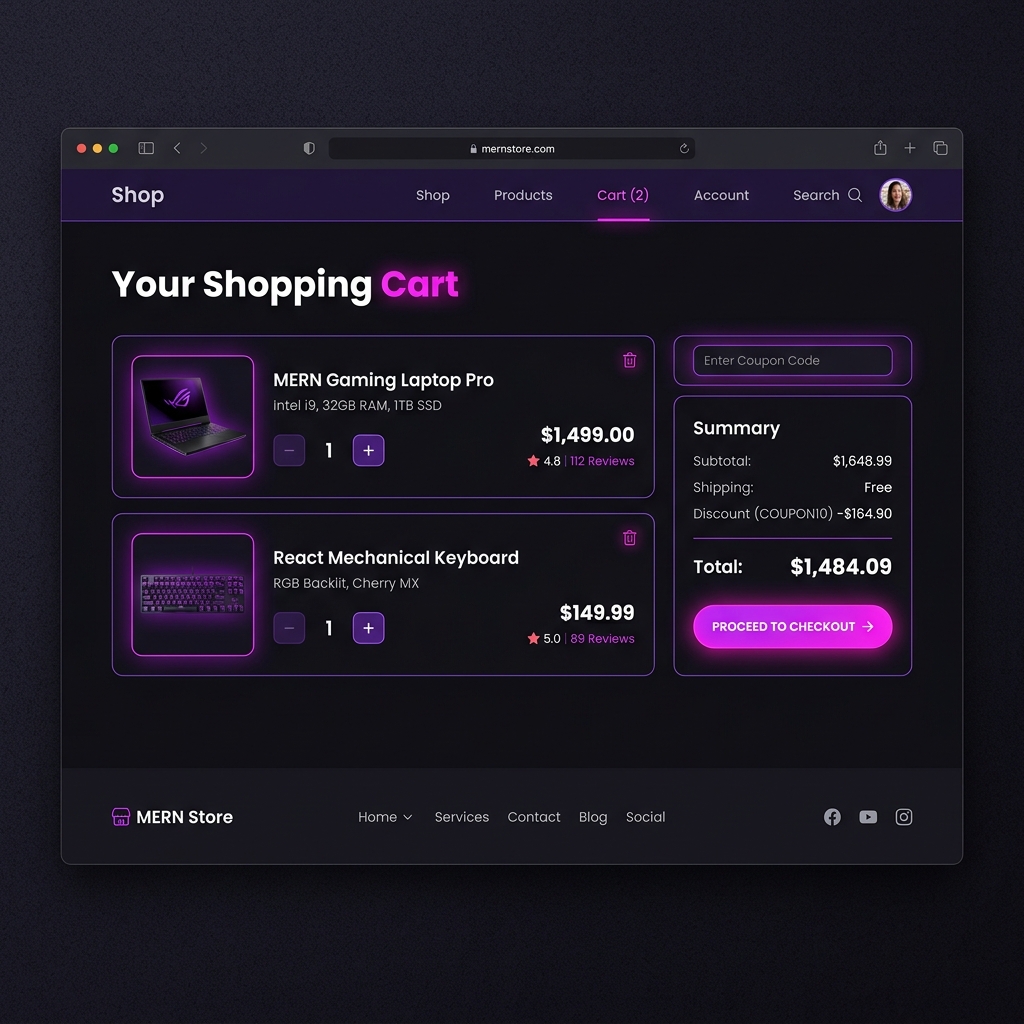 mernstore.com
Shop
Shop Products Cart (2) Account Search
Your Shopping Cart
MERN Gaming Laptop Pro
intel i9, 32GB RAM, 1TB SSD
− 1 +
$1,499.00
4.8 | 112 Reviews
React Mechanical Keyboard
RGB Backlit, Cherry MX
− 1 +
$149.99
5.0 | 89 Reviews
Enter Coupon Code
Summary
Subtotal: $1,648.99
Shipping: Free
Discount (COUPON10) -$164.90
Total: $1,484.09
PROCEED TO CHECKOUT →
MERN Store
Home Services Contact Blog Social